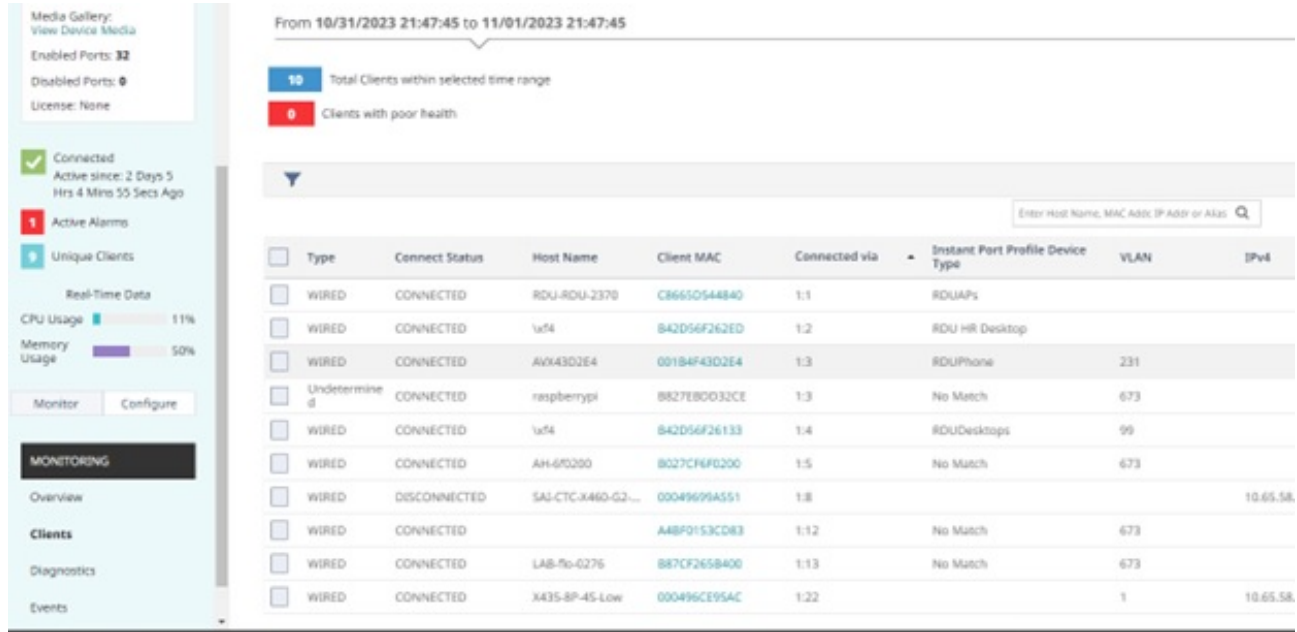 Media Gallery:
View Device Media
Enabled Ports: 32
Disabled Ports: 0
License: None
Connected
Active since: 2 Days 5
Hrs 4 Mins 55 Secs Ago
1 Active Alarms
9 Unique Clients
Real-Time Data
CPU Usage 11%
Memory
Usage 50%
Monitor Configure
MONITORING
Overview
Clients
Diagnostics
Events
From 10/31/2023 21:47:45 to 11/01/2023 21:47:45
10 Total Clients within selected time range
0 Clients with poor health
Enter Host Name, MAC Addr, IP Addr or Alias
Type Connect Status Host Name Client MAC Connected via Instant Port Profile Device Type VLAN IPv4
WIRED CONNECTED RDU-RDU-2370 C8665D544840 1:1 RDUAPs
WIRED CONNECTED \xf4 B42D56F262ED 1:2 RDU HR Desktop
WIRED CONNECTED AVX43D2E4 001B4F43D2E4 1:3 RDUPhone 231
Undetermined CONNECTED raspberrypi B827EBDD32CE 1:3 No Match 673
WIRED CONNECTED \xf4 B42D56F26133 1:4 RDUDesktops 99
WIRED CONNECTED AH-6f0200 B027CF6F0200 1:5 No Match 673
WIRED DISCONNECTED SAJ-CTC-X460-G2-... 00049699A551 1:8 10.65.58.
WIRED CONNECTED A4BF0153CD83 1:12 No Match 673
WIRED CONNECTED LAB-flo-0276 B87CF265B400 1:13 No Match 673
WIRED CONNECTED X435-8P-4S-Low 000496CE95AC 1:22 1 10.65.58.